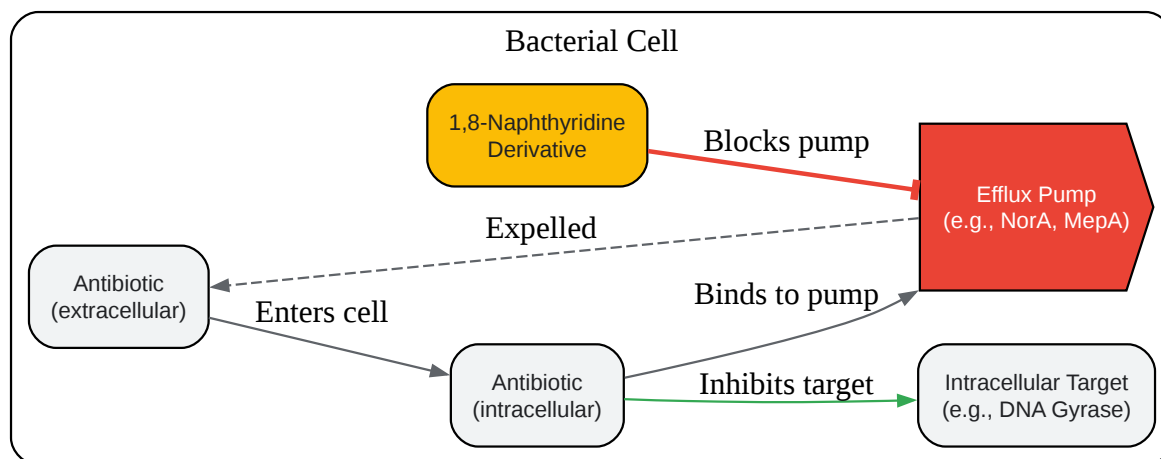 Bacterial Cell
1,8-Naphthyridine
Derivative
Blocks pump
Efflux Pump
(e.g., NorA, MepA)
Expelled
Antibiotic
(extracellular)
Enters cell
Binds to pump
Antibiotic
(intracellular)
Inhibits target
Intracellular Target
(e.g., DNA Gyrase)